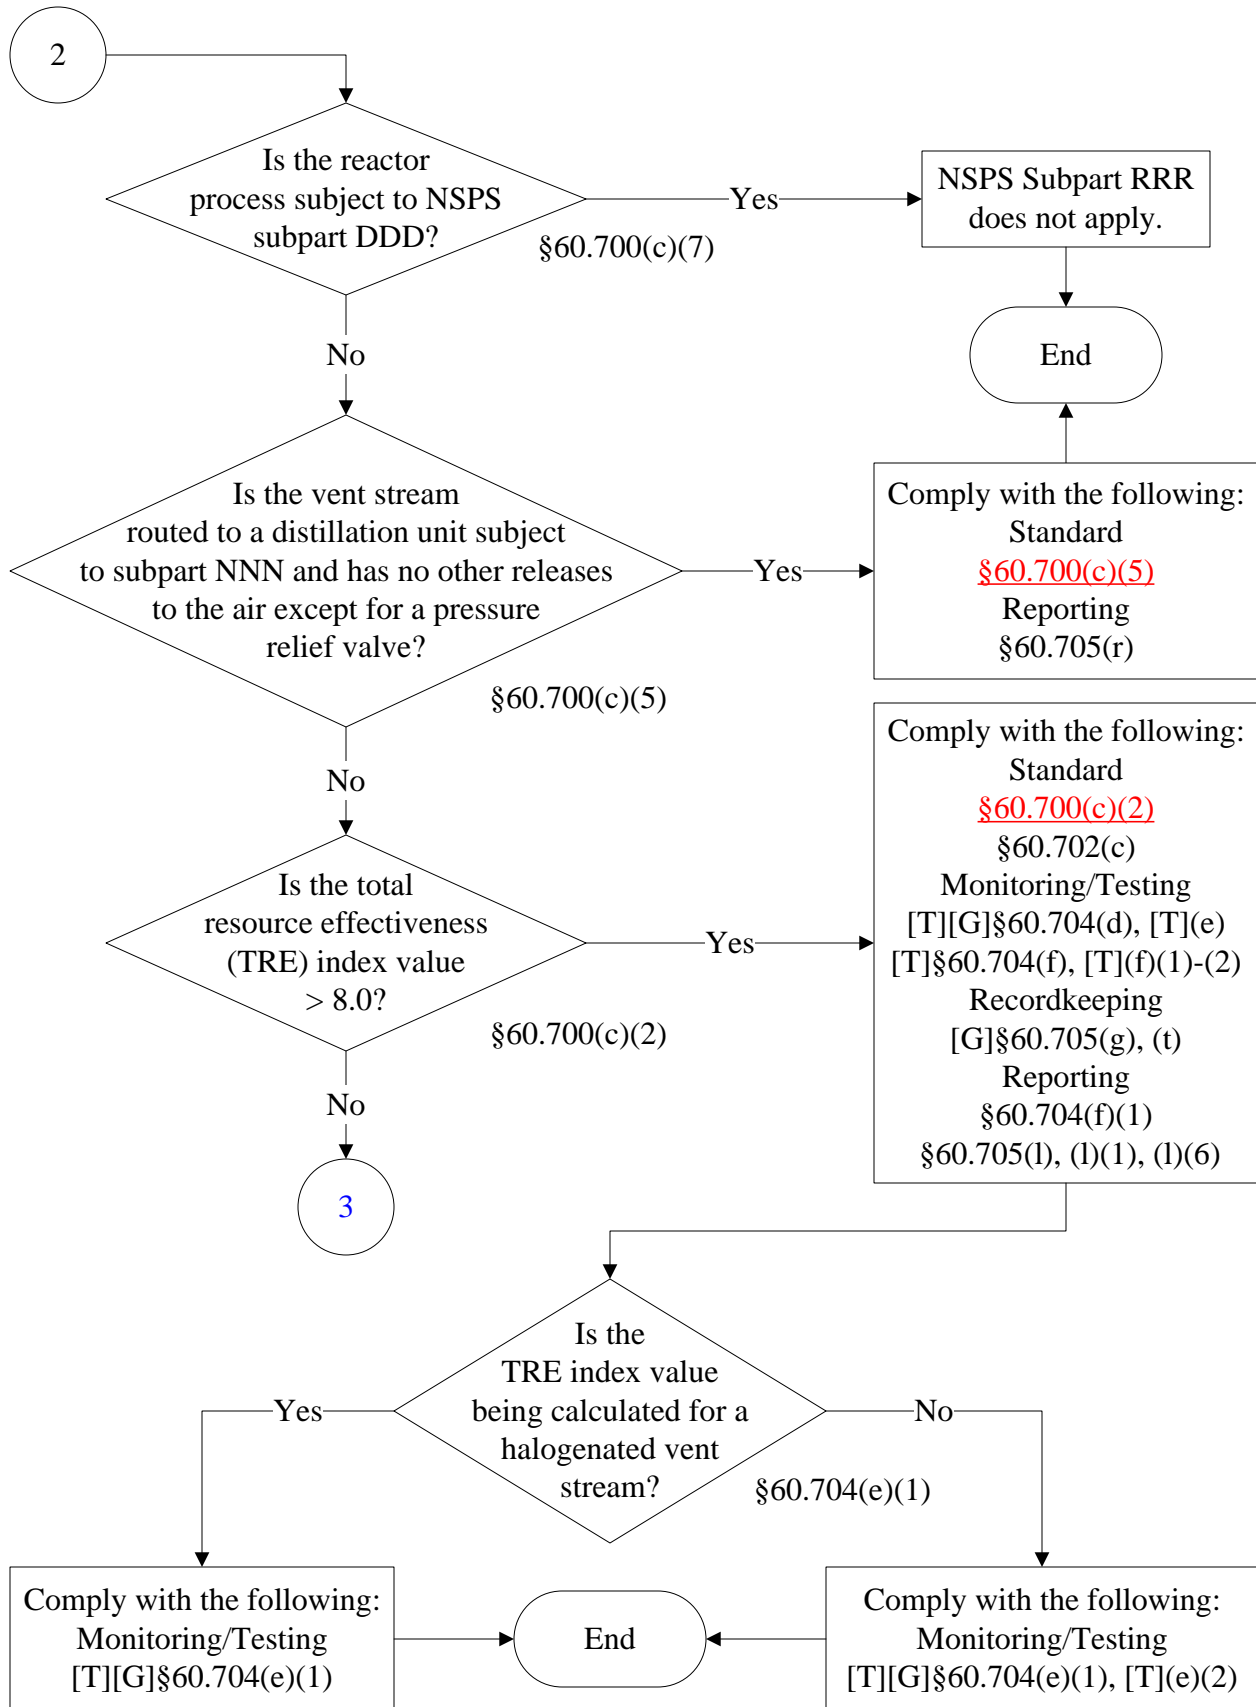 2
Is the reactor
process subject to NSPS
subpart DDD?
Yes
§60.700(c)(7)
NSPS Subpart RRR
does not apply.
End
No
Is the vent stream
routed to a distillation unit subject
to subpart NNN and has no other releases
to the air except for a pressure
relief valve?
Yes
§60.700(c)(5)
Comply with the following:
Standard
§60.700(c)(5)
Reporting
§60.705(r)
No
Is the total
resource effectiveness
(TRE) index value
> 8.0?
Yes
§60.700(c)(2)
Comply with the following:
Standard
§60.700(c)(2)
§60.702(c)
Monitoring/Testing
[T][G]§60.704(d), [T](e)
[T]§60.704(f), [T](f)(1)-(2)
Recordkeeping
[G]§60.705(g), (t)
Reporting
§60.704(f)(1)
§60.705(l), (l)(1), (l)(6)
No
3
Is the
TRE index value
being calculated for a
halogenated vent
stream?
Yes
No
§60.704(e)(1)
Comply with the following:
Monitoring/Testing
[T][G]§60.704(e)(1)
End
Comply with the following:
Monitoring/Testing
[T][G]§60.704(e)(1), [T](e)(2)